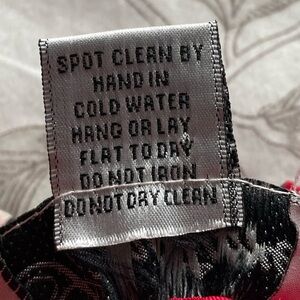 SPOT CLEAN BY
HAND IN
COLD WATER
HANG OR LAY
FLAT TO DAY
DO NOT IRON
DO NOT DRY CLEAN